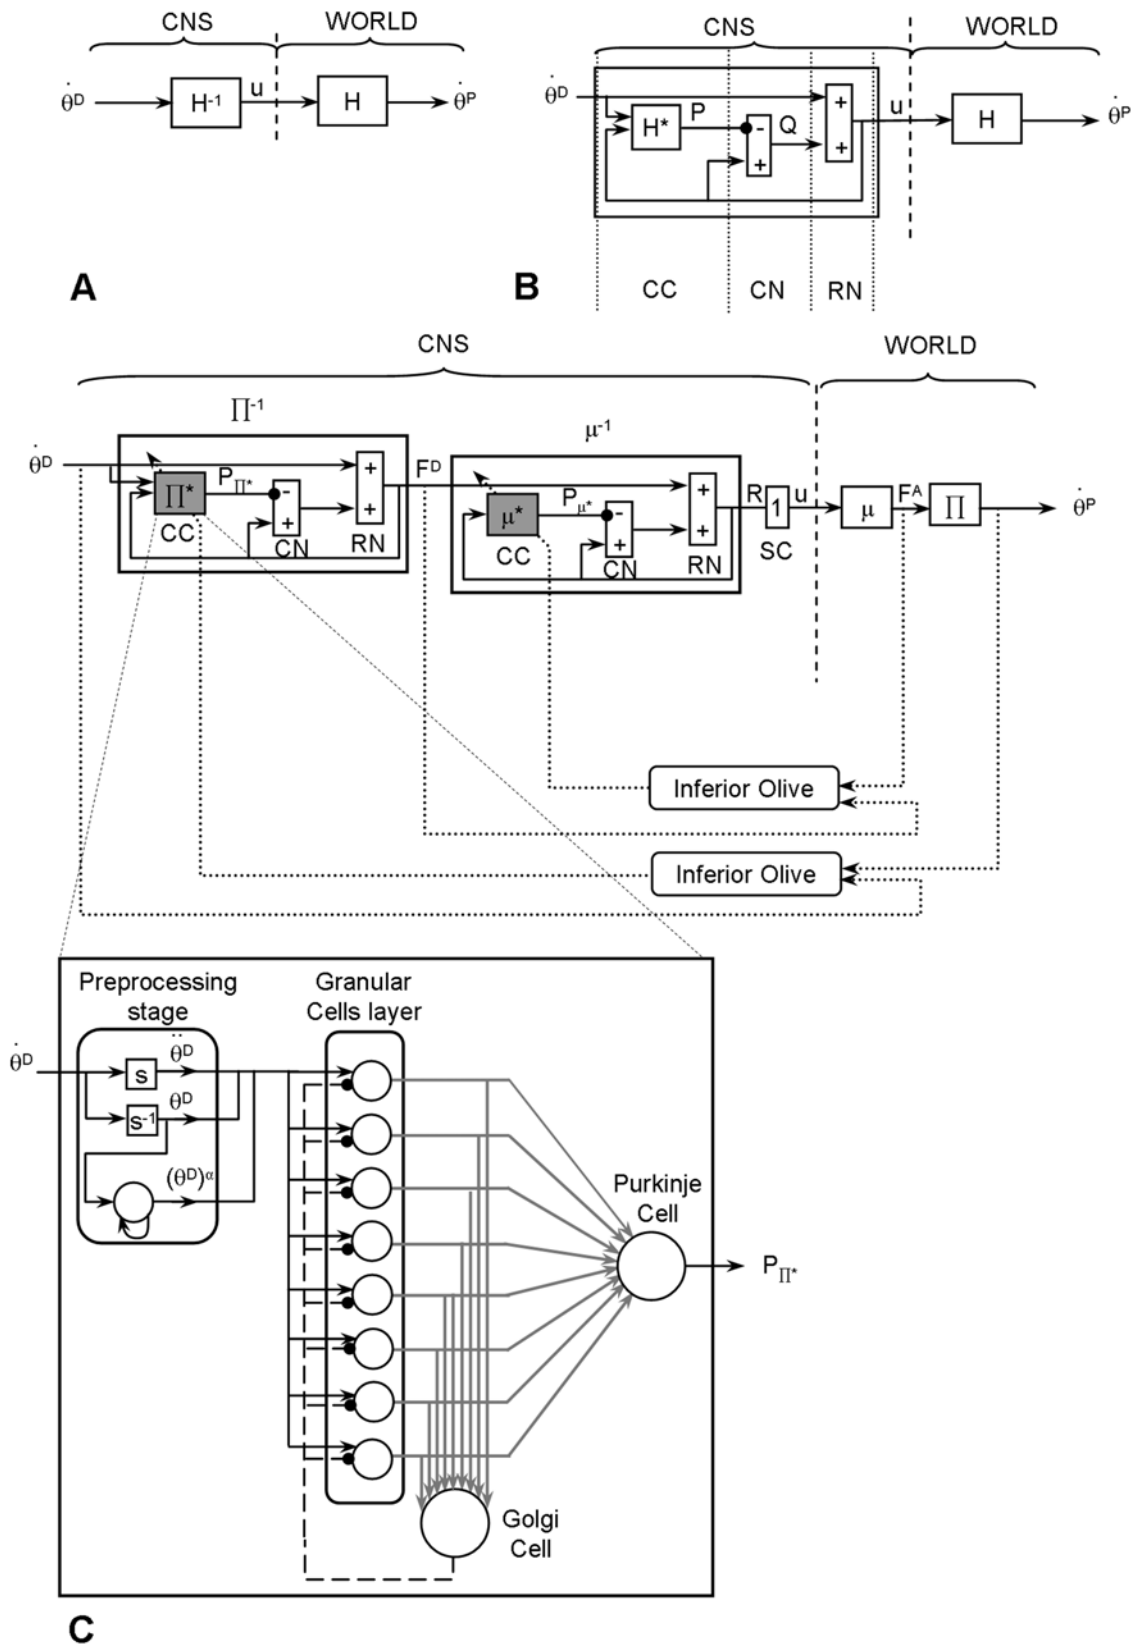 CNS WORLD
θ̇ᴰ H⁻¹ u H θ̇ᴾ
A
CNS WORLD
θ̇ᴰ H* P - + Q + + u H θ̇ᴾ
B
CC CN RN
CNS WORLD
∏⁻¹ μ⁻¹
θ̇ᴰ ∏* P∏* - + + + Fᴰ μ* Pμ* - + + + R 1 u μ Fᴬ ∏ θ̇ᴾ
CC CN RN CC CN RN SC
Inferior Olive
Inferior Olive
Preprocessing
stage
Granular
Cells layer
θ̇ᴰ s θ̈ᴰ
s⁻¹ θᴰ
(θᴰ)ᵅ
Purkinje
Cell
P∏*
Golgi
Cell
C